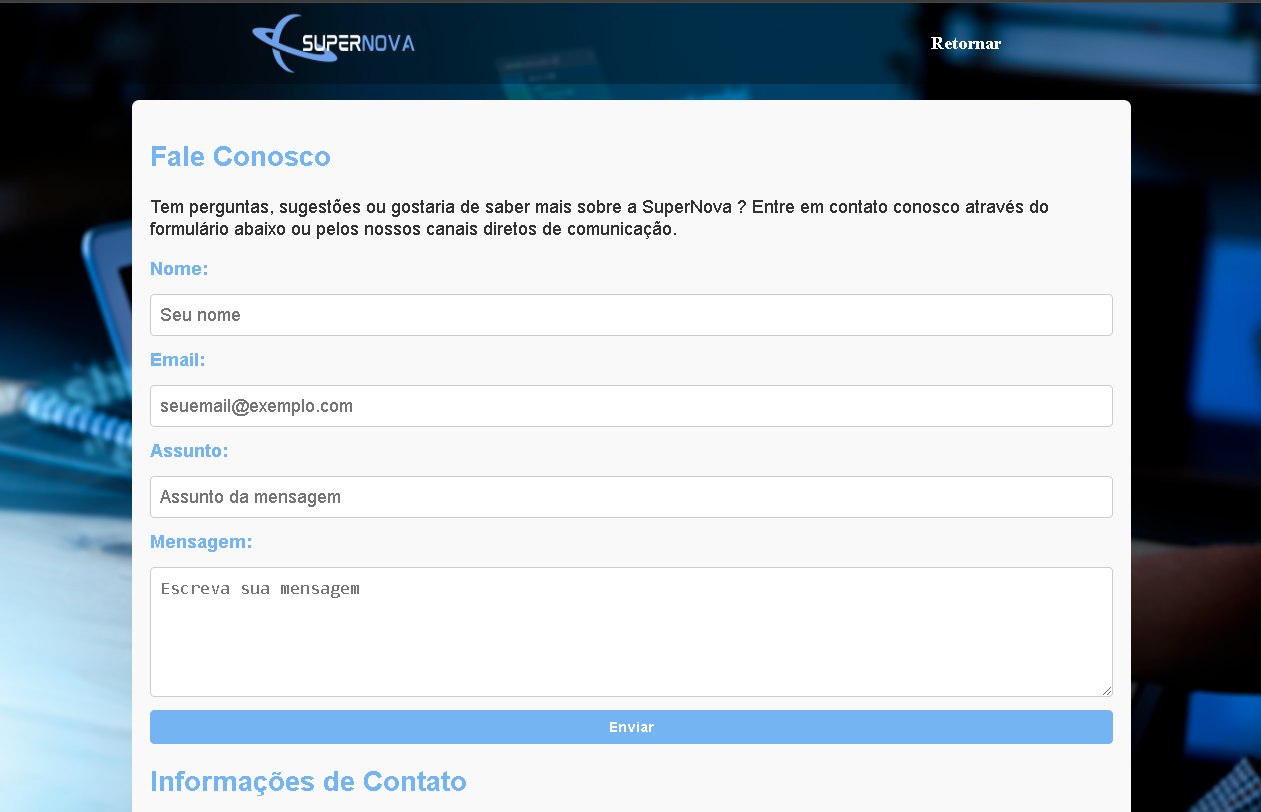 SUPERNOVA
Retornar
Fale Conosco
Tem perguntas, sugestões ou gostaria de saber mais sobre a SuperNova ? Entre em contato conosco através do
formulário abaixo ou pelos nossos canais diretos de comunicação.
Nome:
Seu nome
Email:
seuemail@exemplo.com
Assunto:
Assunto da mensagem
Mensagem:
Escreva sua mensagem
Enviar
Informações de Contato